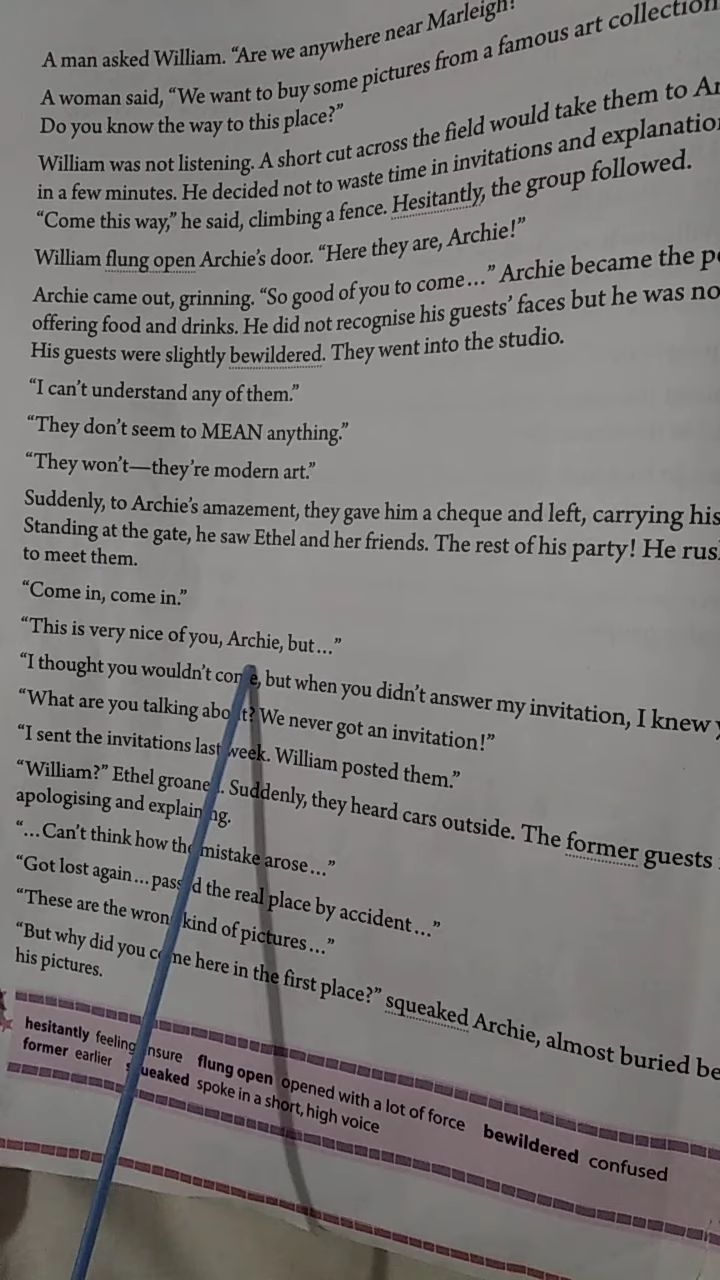 A man asked William. “Are we anywhere near Marleigh?
A woman said, “We want to buy some pictures from a famous art collection
Do you know the way to this place?”
William was not listening. A short cut across the field would take them to
in a few minutes. He decided not to waste time in invitations and
“Come this way,” he said, climbing a fence. Hesitantly, the group followed.
William flung open Archie’s door. “Here they are, Archie!”
Archie came out, grinning. “So good of you to come...” Archie became the
offering food and drinks. He did not recognise his guests’ faces but he was
His guests were slightly bewildered. They went into the studio.
“I can’t understand any of them.”
“They don’t seem to MEAN anything.”
“They won’t—they’re modern art.”
Suddenly, to Archie’s amazement, they gave him a cheque and left, carrying his
Standing at the gate, he saw Ethel and her friends. The rest of his party! He
to meet them.
“Come in, come in.”
“This is very nice of you, Archie, but...”
“I thought you wouldn’t come, but when you didn’t answer my invitation, I knew
“What are you talking about? We never got an invitation!”
“I sent the invitations last week. William posted them.”
“William?” Ethel groaned. Suddenly, they heard cars outside. The former guests
apologising and explaining.
“...Can’t think how the mistake arose...”
“Got lost again...passed the real place by accident...”
“These are the wrong kind of pictures...”
“But why did you come here in the first place?” squeaked Archie, almost buried
his pictures.
hesitantly feeling unsure flung open opened with a lot of force bewildered confused
former earlier squeaked spoke in a short, high voice